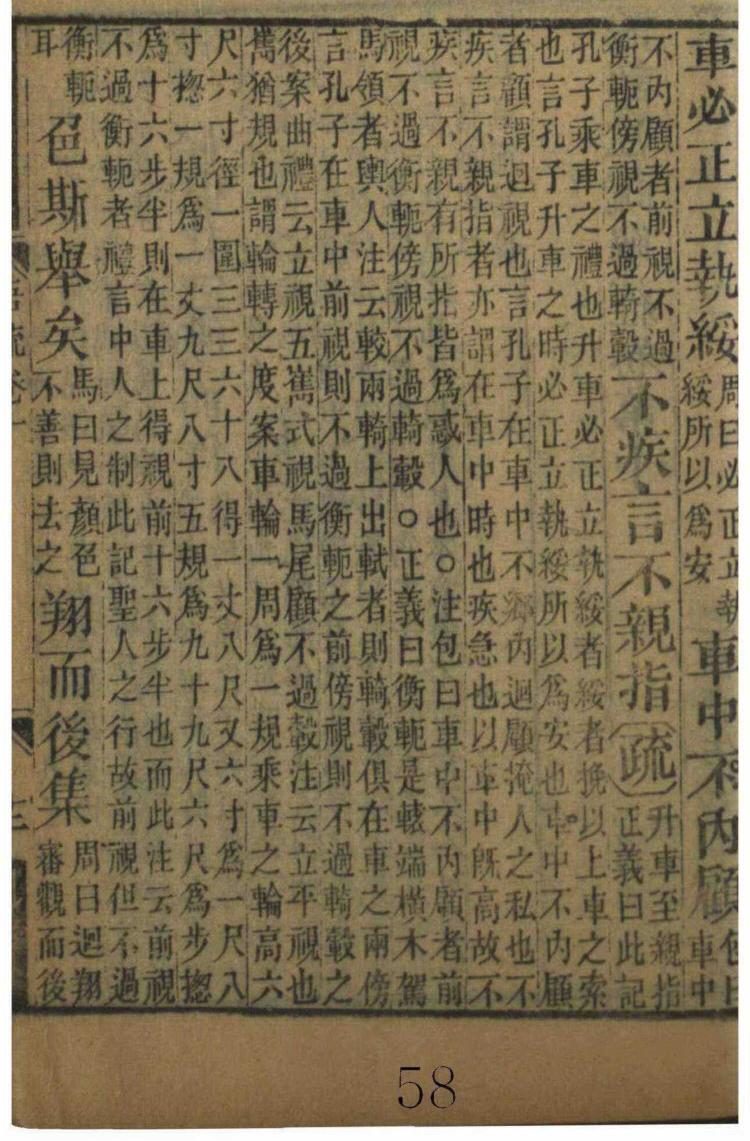 車必正立執綏周曰必正立執綏所以爲安車中不內顧包曰車中
不內顧者前視不過衡軛傍視不過輢轂不疾言不親指疏升車至親指正義曰此記
孔子乘車之禮也升車必正立執綏者綏者挽以上車之索
也言孔子升車之時必正立執綏所以爲安也車中不內顧
者顧謂迴視也言孔子在車中不鄉內迴顧掩人之私也不
疾言不親指者亦謂在車中時也疾急也以車中旣高故不
疾言不親有所指皆爲惑人也○注包曰車中不內顧者前
視不過衡軛傍視不過輢轂○正義曰衡軛是轅端橫木駕
馬領者輿人注云較兩輢上出軾者則輢轂俱在車之兩傍
言孔子在車中前視則不過衡軛之前傍視則不過輢轂之
後案曲禮云立視五嶲式視馬尾顧不過轂注云立平視也
嶲猶規也謂輪轉之度案車輪一周爲一規乘車之輪高六
尺六寸徑一圍三三六十八得一丈八尺又六寸爲一尺八
寸揔一規爲一丈九尺八寸五規爲九十九尺六尺爲步揔
爲十六步半則在車上得視前十六步半也而此注云前視
不過衡軛者禮言中人之制此記聖人之行故前視但不過
衡軛耳色斯舉矣馬曰見顏色不善則去之翔而後集周曰迴翔審觀而後
58